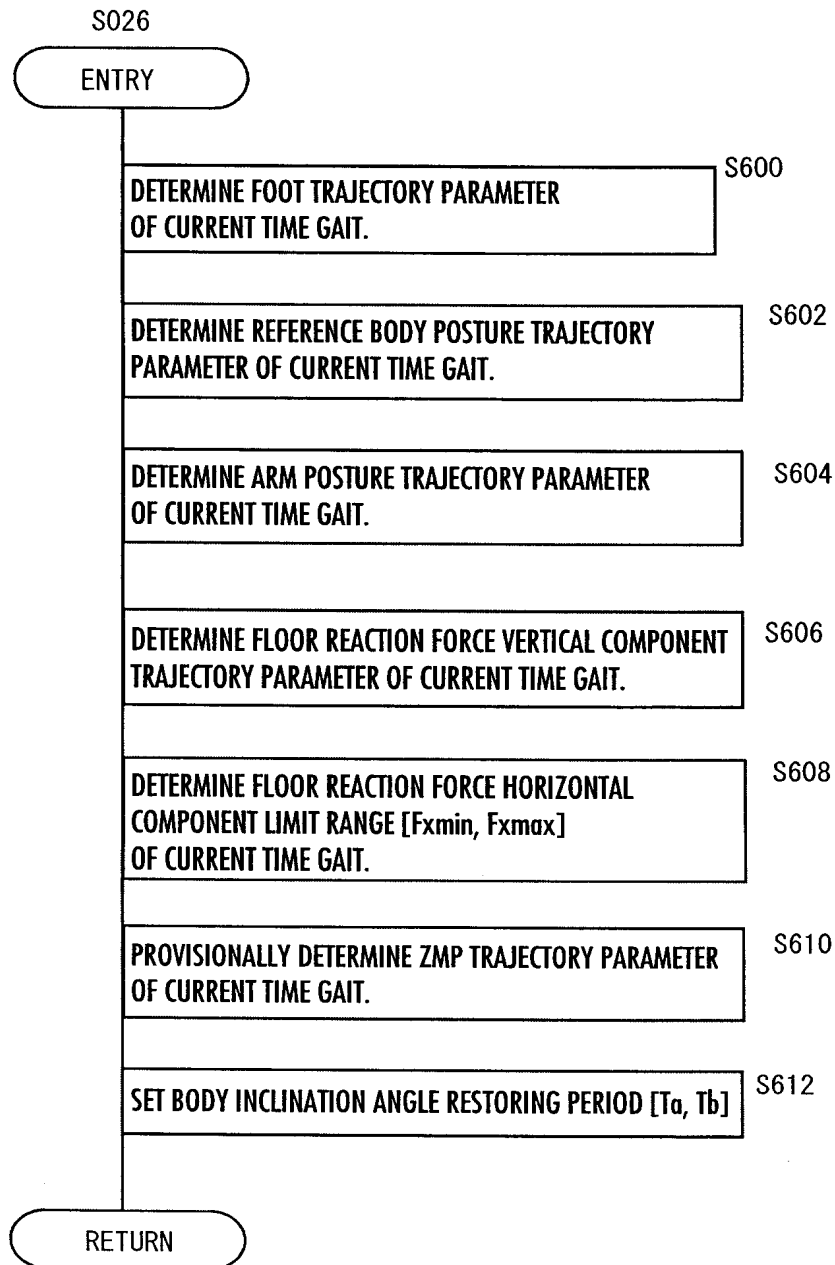 S026
ENTRY
S600
DETERMINE FOOT TRAJECTORY PARAMETER
OF CURRENT TIME GAIT.
S602
DETERMINE REFERENCE BODY POSTURE TRAJECTORY
PARAMETER OF CURRENT TIME GAIT.
S604
DETERMINE ARM POSTURE TRAJECTORY PARAMETER
OF CURRENT TIME GAIT.
S606
DETERMINE FLOOR REACTION FORCE VERTICAL COMPONENT
TRAJECTORY PARAMETER OF CURRENT TIME GAIT.
S608
DETERMINE FLOOR REACTION FORCE HORIZONTAL
COMPONENT LIMIT RANGE [Fxmin, Fxmax]
OF CURRENT TIME GAIT.
S610
PROVISIONALLY DETERMINE ZMP TRAJECTORY PARAMETER
OF CURRENT TIME GAIT.
S612
SET BODY INCLINATION ANGLE RESTORING PERIOD [Ta, Tb]
RETURN